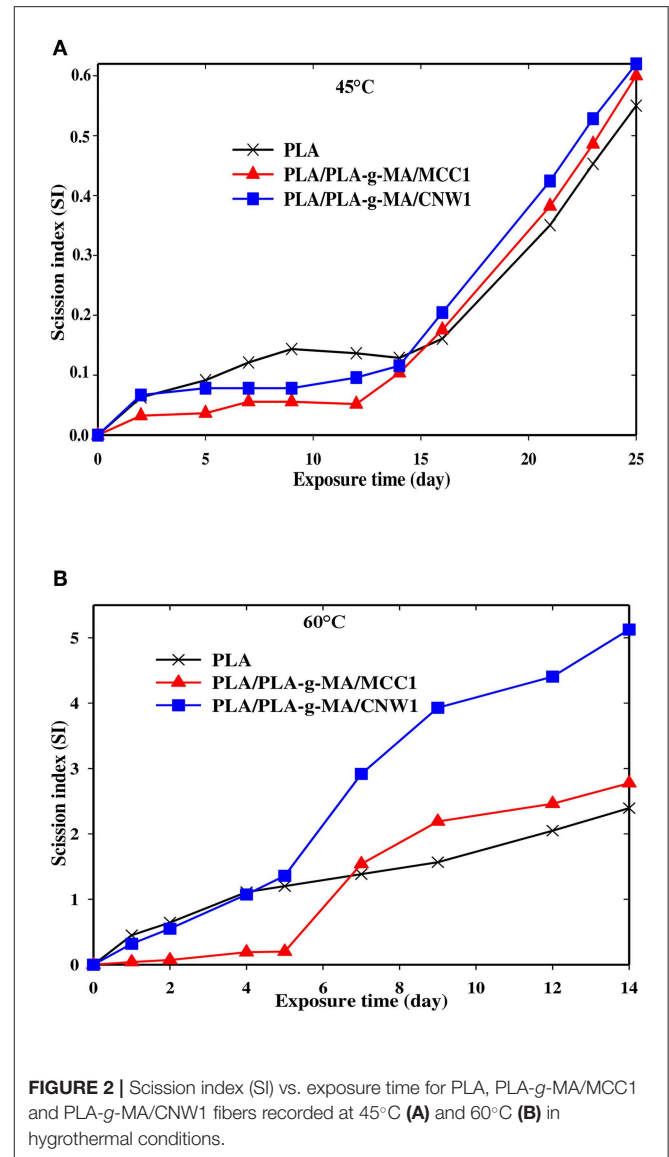 A
45°C
PLA
PLA/PLA-g-MA/MCC1
PLA/PLA-g-MA/CNW1
Scission index (SI)
0.6
0.5
0.4
0.3
0.2
0.1
0.0
0 5 10 15 20 25
Exposure time (day)
B
60°C
PLA
PLA/PLA-g-MA/MCC1
PLA/PLA-g-MA/CNW1
Scission index (SI)
5
4
3
2
1
0
0 2 4 6 8 10 12 14
Exposure time (day)
FIGURE 2 | Scission index (SI) vs. exposure time for PLA, PLA-g-MA/MCC1
and PLA-g-MA/CNW1 fibers recorded at 45°C (A) and 60°C (B) in
hygrothermal conditions.